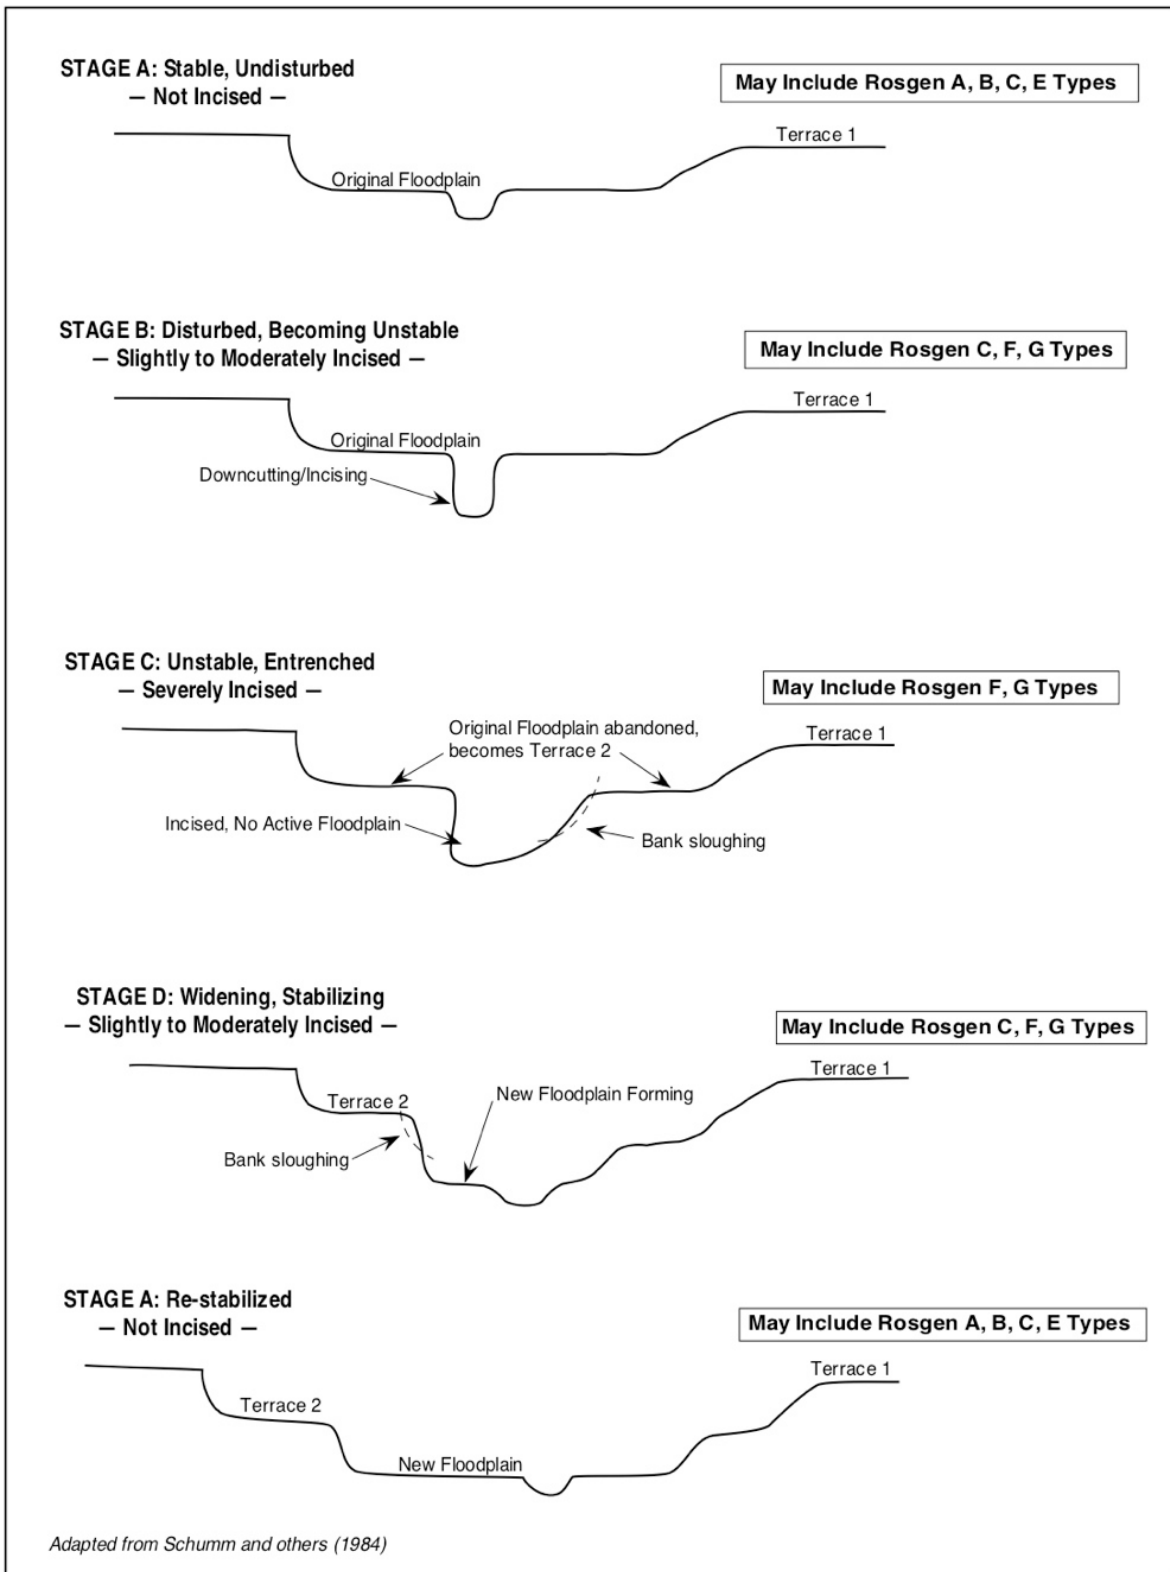 STAGE A: Stable, Undisturbed
— Not Incised —
May Include Rosgen A, B, C, E Types
Terrace 1
Original Floodplain
STAGE B: Disturbed, Becoming Unstable
— Slightly to Moderately Incised —
May Include Rosgen C, F, G Types
Terrace 1
Original Floodplain
Downcutting/Incising
STAGE C: Unstable, Entrenched
— Severely Incised —
May Include Rosgen F, G Types
Original Floodplain abandoned,
becomes Terrace 2
Terrace 1
Incised, No Active Floodplain
Bank sloughing
STAGE D: Widening, Stabilizing
— Slightly to Moderately Incised —
May Include Rosgen C, F, G Types
Terrace 1
New Floodplain Forming
Terrace 2
Bank sloughing
STAGE A: Re-stabilized
— Not Incised —
May Include Rosgen A, B, C, E Types
Terrace 1
Terrace 2
New Floodplain
Adapted from Schumm and others (1984)